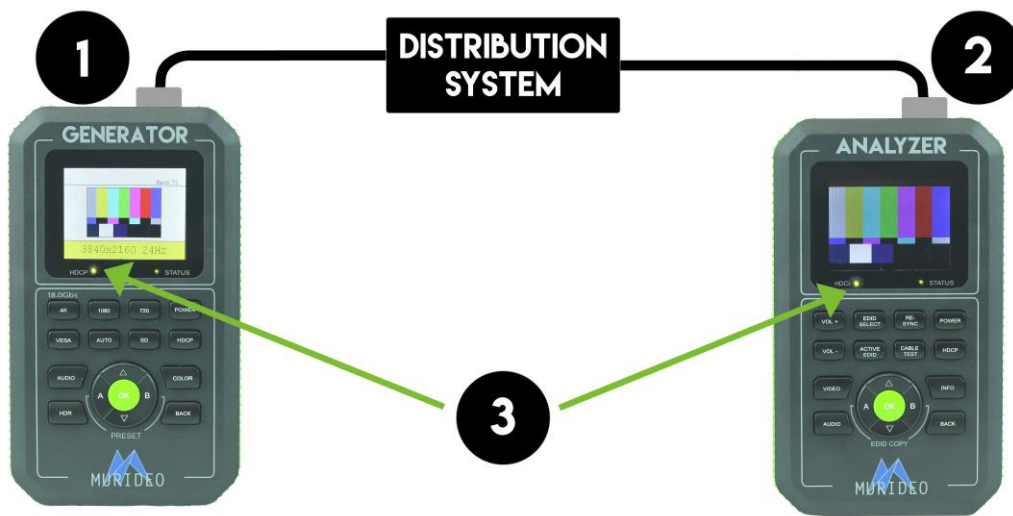 1
DISTRIBUTION
SYSTEM
2
GENERATOR
Bars 72
3840x2160 24Hz
HDCP
STATUS
18.0Gbs
4K
1080
720
POWER
VESA
AUTO
SD
HDCP
AUDIO
COLOR
A
OK
B
HDR
BACK
PRESET
MURIDEO
3
ANALYZER
STATUS
VOL +
EDID
SELECT
RE-
SYNC
POWER
VOL -
ACTIVE
EDID
CABLE
TEST
HDCP
VIDEO
INFO
A
OK
B
AUDIO
BACK
EDID COPY
MURIDEO